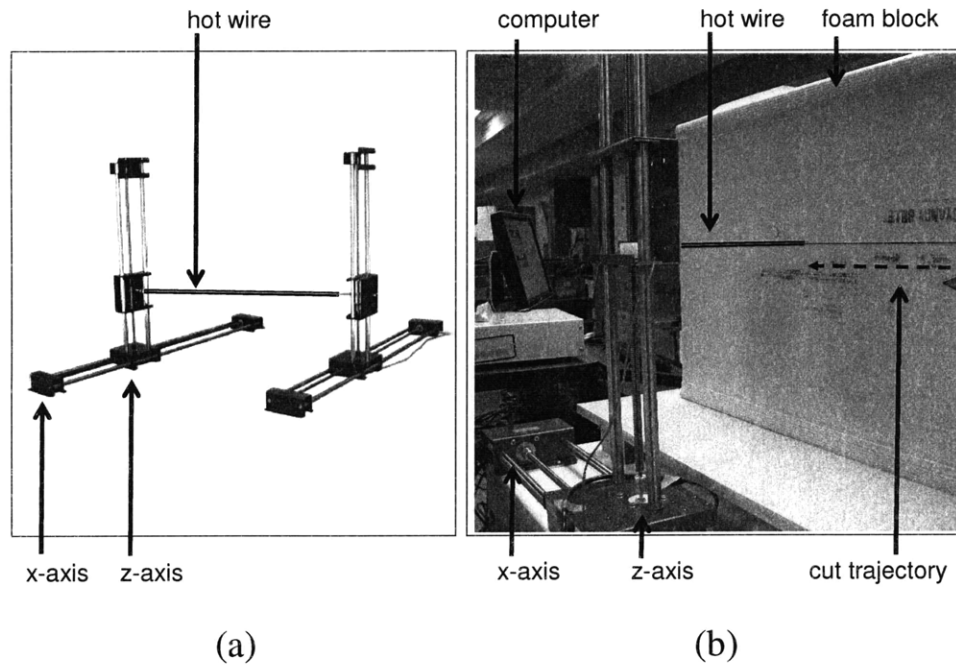 hot wire
computer
hot wire
foam block
x-axis
z-axis
x-axis
z-axis
cut trajectory
(a)
(b)